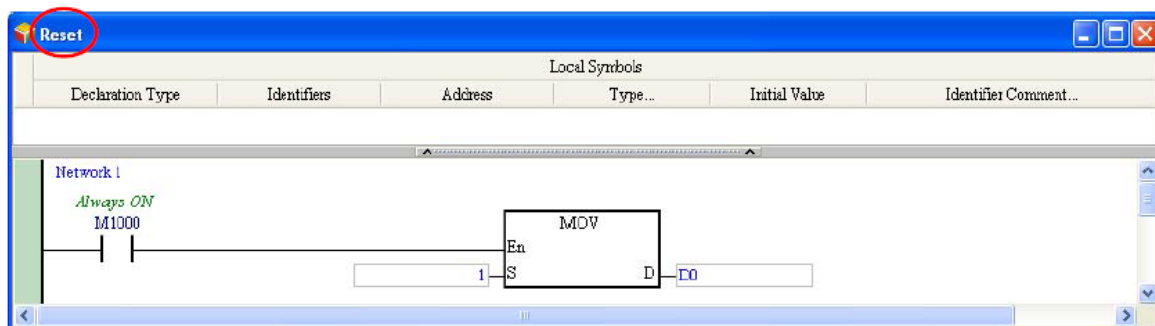 Reset
Local Symbols
Declaration Type Identifiers Address Type... Initial Value Identifier Comment...
Network 1
Always ON
M1000
MOV
En
1 S D D0